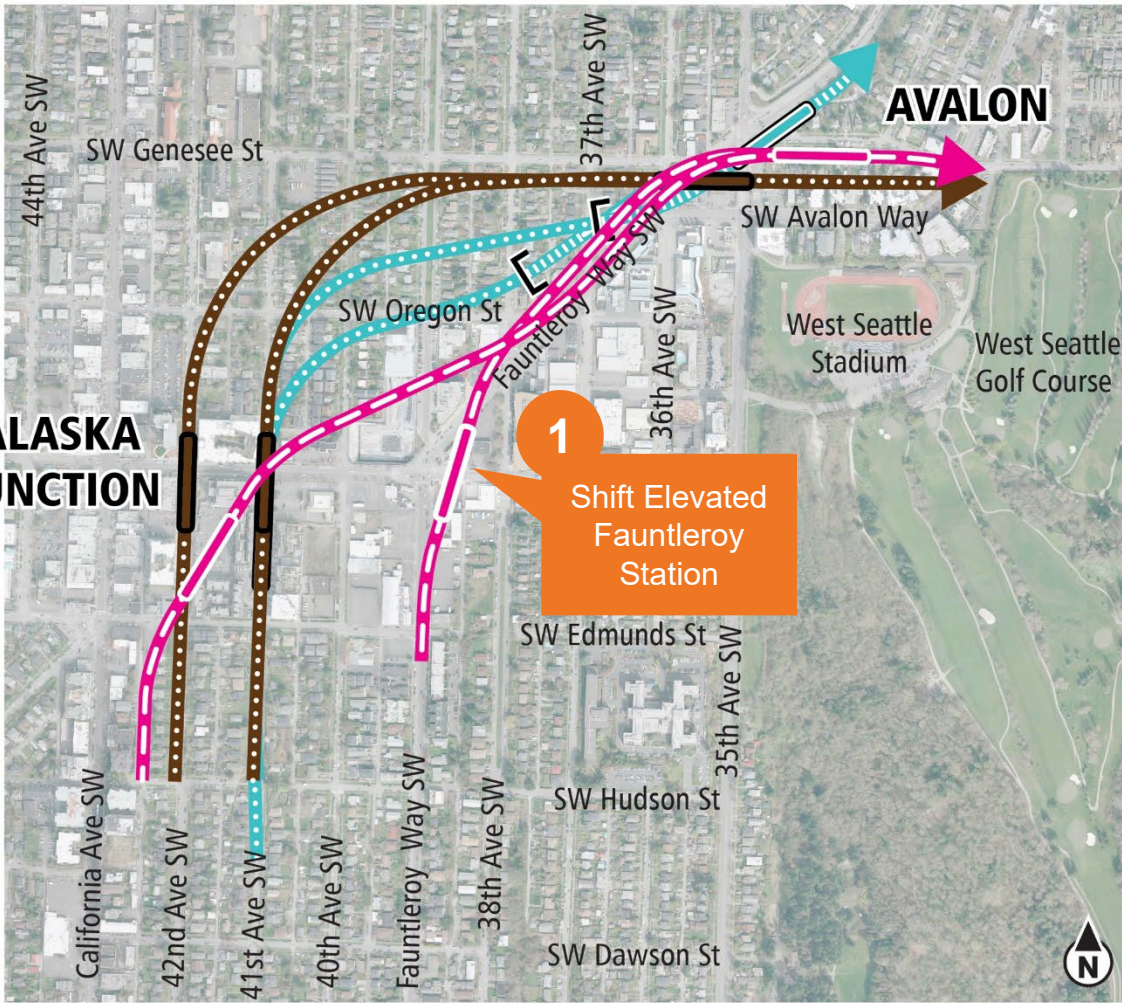 AVALON
37th Ave SW
44th Ave SW
SW Genesee St
SW Avalon Way
Fauntleroy Way SW
SW Oregon St
36th Ave SW
West Seattle
Stadium
West Seattle
Golf Course
ALASKA
JUNCTION
1
Shift Elevated
Fauntleroy
Station
SW Edmunds St
35th Ave SW
SW Hudson St
California Ave SW
42nd Ave SW
41st Ave SW
40th Ave SW
Fauntleroy Way SW
38th Ave SW
SW Dawson St
N